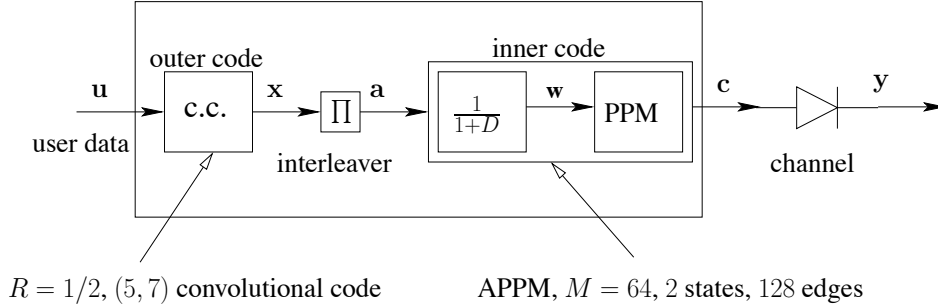 outer code
inner code
u
c.c.
x
∏
a
1/(1+D)
w
PPM
c
y
user data
interleaver
channel
R = 1/2, (5, 7) convolutional code
APPM, M = 64, 2 states, 128 edges